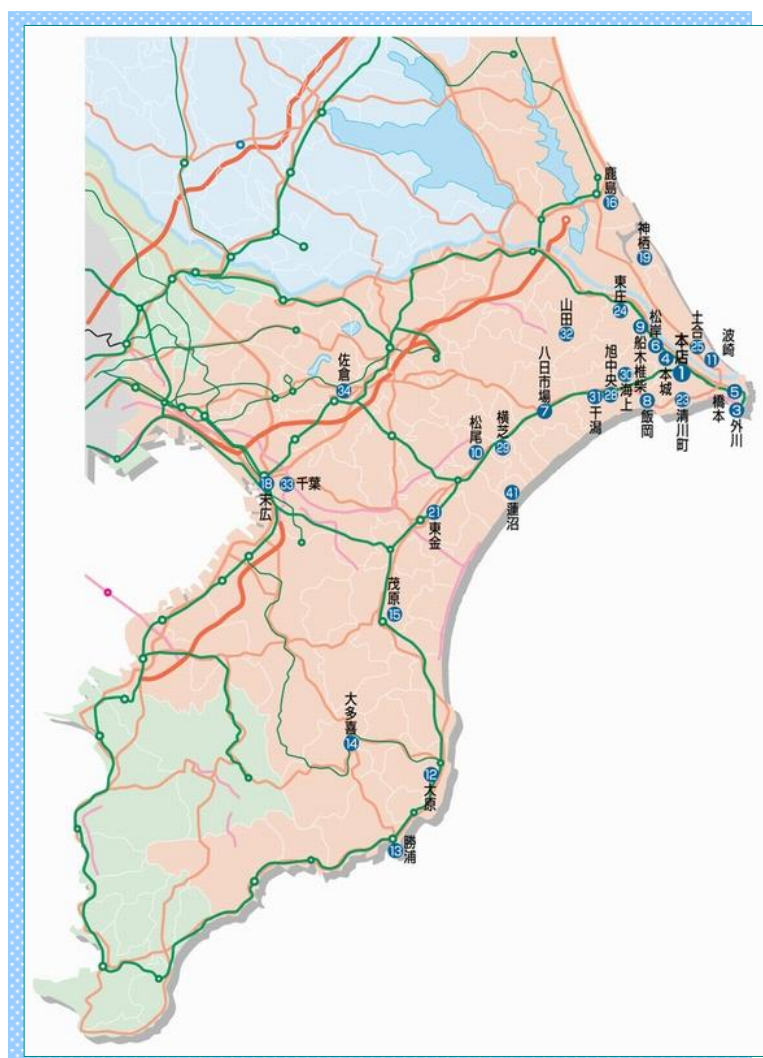 鹿島
16
神栖
19
東庄
24
山田
32
松岸
6
9
船木椎柴
4
本城
本店
1
土合
25
波崎
11
5
橋本
3
外川
23
清川町
8
飯岡
30
海上
旭中央
28
31
干潟
八日市場
7
佐倉
34
横芝
29
松尾
10
41
蓮沼
21
東金
18
末広
33
千葉
茂原
15
大多喜
14
12
大原
13
勝浦